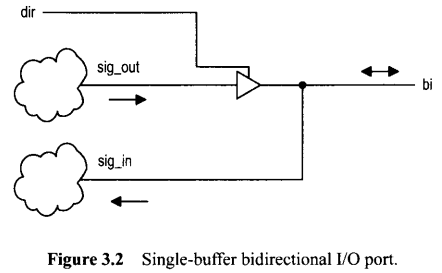 dir
sig_out
bi
sig_in
Figure 3.2 Single-buffer bidirectional I/O port.